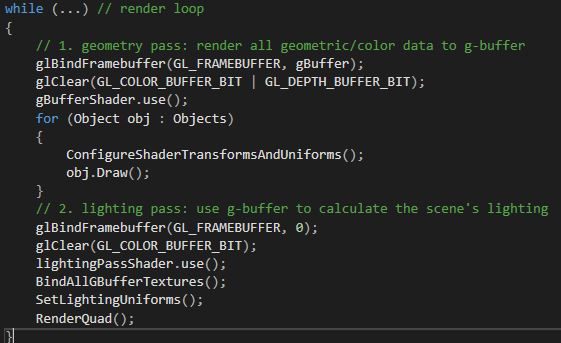 while (...) // render loop
{
    // 1. geometry pass: render all geometric/color data to g-buffer
    glBindFramebuffer(GL_FRAMEBUFFER, gBuffer);
    glClear(GL_COLOR_BUFFER_BIT | GL_DEPTH_BUFFER_BIT);
    gBufferShader.use();
    for (Object obj : Objects)
    {
        ConfigureShaderTransformsAndUniforms();
        obj.Draw();
    }
    // 2. lighting pass: use g-buffer to calculate the scene's lighting
    glBindFramebuffer(GL_FRAMEBUFFER, 0);
    glClear(GL_COLOR_BUFFER_BIT);
    lightingPassShader.use();
    BindAllGBufferTextures();
    SetLightingUniforms();
    RenderQuad();
}